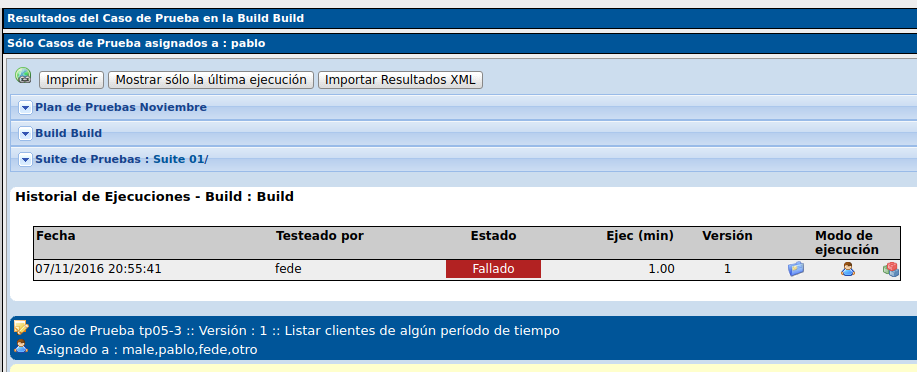 Resultados del Caso de Prueba en la Build Build
Sólo Casos de Prueba asignados a : pablo
Imprimir Mostrar sólo la última ejecución Importar Resultados XML
Plan de Pruebas Noviembre
Build Build
Suite de Pruebas : Suite 01/
Historial de Ejecuciones - Build : Build
Fecha Testeado por Estado Ejec (min) Versión Modo de
ejecución
07/11/2016 20:55:41 fede Fallado 1.00 1
Caso de Prueba tp05-3 :: Versión : 1 :: Listar clientes de algún período de tiempo
Asignado a : male,pablo,fede,otro